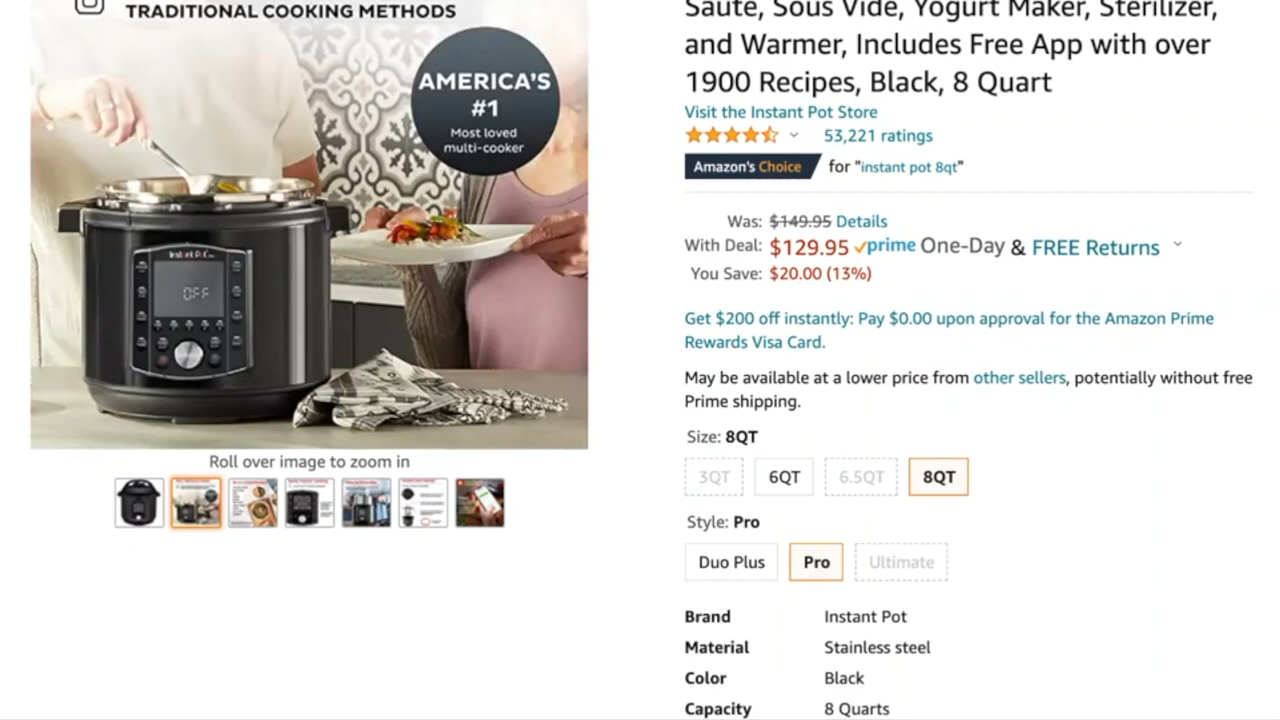 TRADITIONAL COOKING METHODS
AMERICA'S
#1
Most loved
multi-cooker
OFF
Roll over image to zoom in
Sauté, Sous Vide, Yogurt Maker, Sterilizer,
and Warmer, Includes Free App with over
1900 Recipes, Black, 8 Quart
Visit the Instant Pot Store
53,221 ratings
Amazon's Choice for "instant pot 8qt"
Was: $149.95 Details
With Deal: $129.95 prime One-Day & FREE Returns
You Save: $20.00 (13%)
Get $200 off instantly: Pay $0.00 upon approval for the Amazon Prime
Rewards Visa Card.
May be available at a lower price from other sellers, potentially without free
Prime shipping.
Size: 8QT
3QT 6QT 6.5QT 8QT
Style: Pro
Duo Plus Pro Ultimate
Brand Instant Pot
Material Stainless steel
Color Black
Capacity 8 Quarts